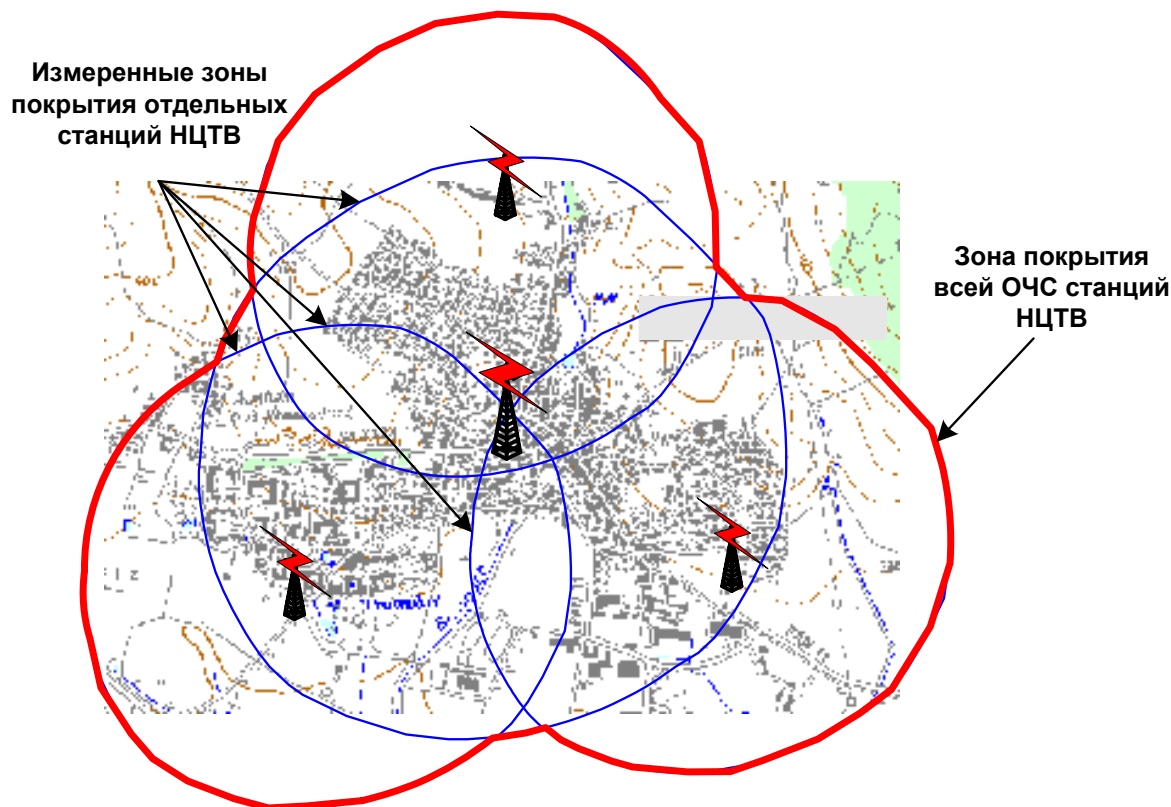 Измеренные зоны
покрытия отдельных
станций НЦТВ
Зона покрытия
всей ОЧС станций
НЦТВ